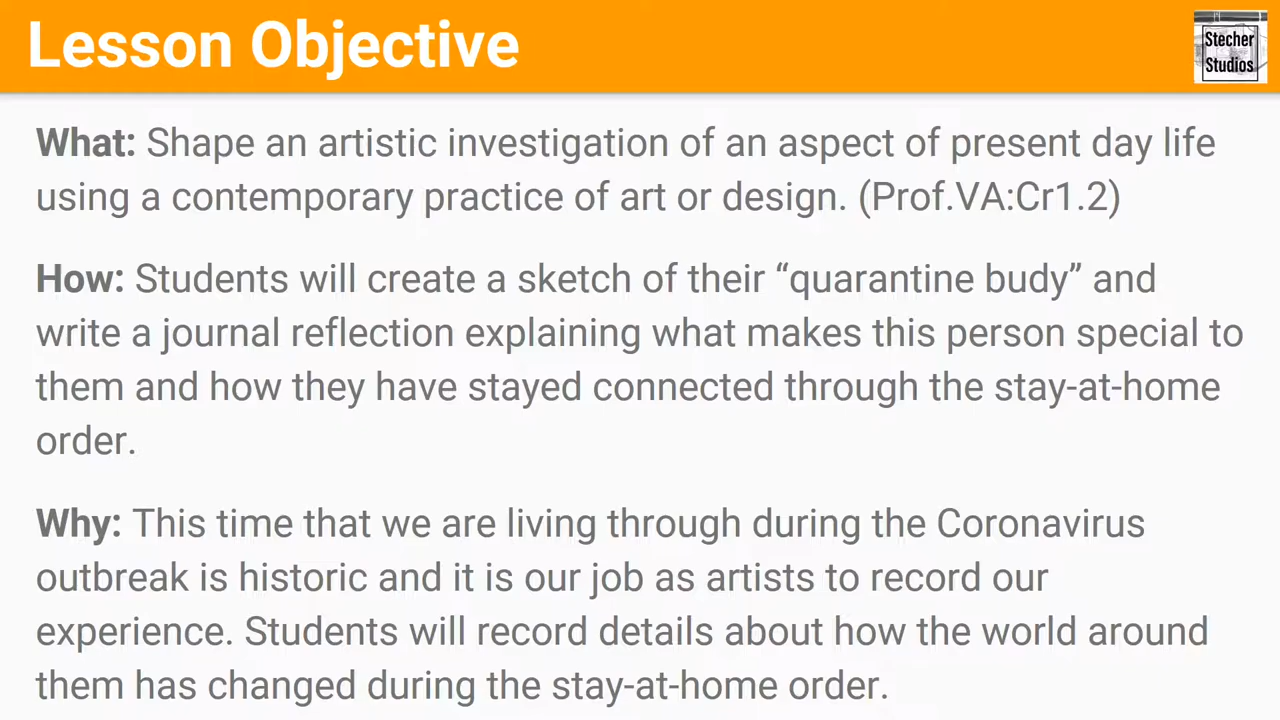 Lesson Objective
Stecher
Studios
What: Shape an artistic investigation of an aspect of present day life
using a contemporary practice of art or design. (Prof.VA:Cr1.2)
How: Students will create a sketch of their “quarantine budy” and
write a journal reflection explaining what makes this person special to
them and how they have stayed connected through the stay-at-home
order.
Why: This time that we are living through during the Coronavirus
outbreak is historic and it is our job as artists to record our
experience. Students will record details about how the world around
them has changed during the stay-at-home order.